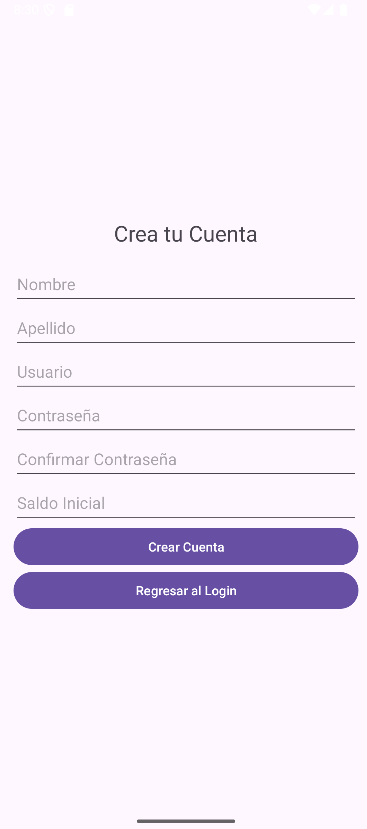 Crea tu Cuenta
Nombre
Apellido
Usuario
Contraseña
Confirmar Contraseña
Saldo Inicial
Crear Cuenta
Regresar al Login